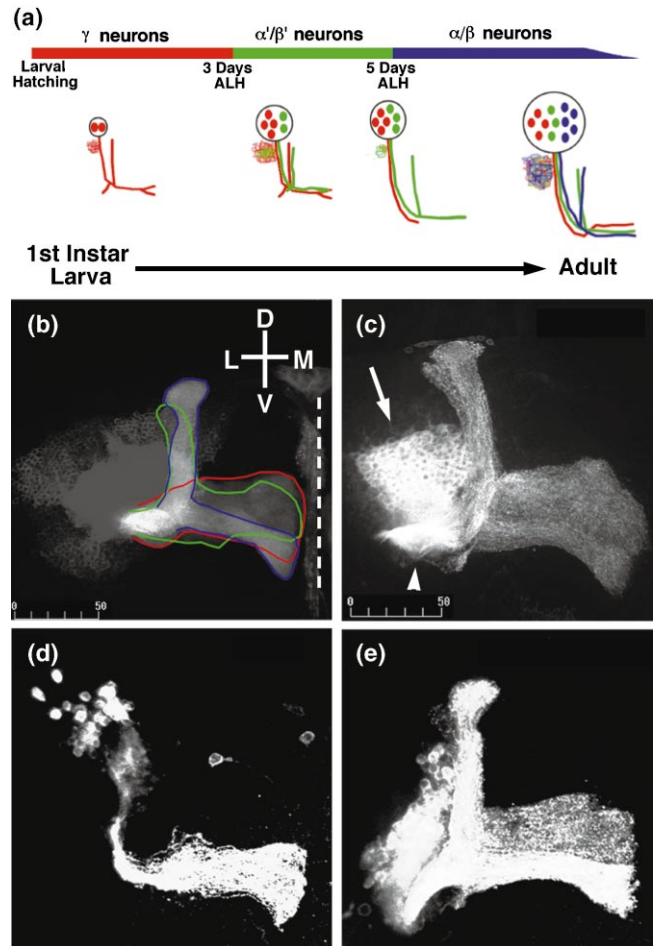 (a)
γ neurons α'/β' neurons α/β neurons
Larval Hatching 3 Days ALH 5 Days ALH
1st Instar Larva Adult
(b)
D
L M
V
0 50
(c)
0 50
(d)
(e)